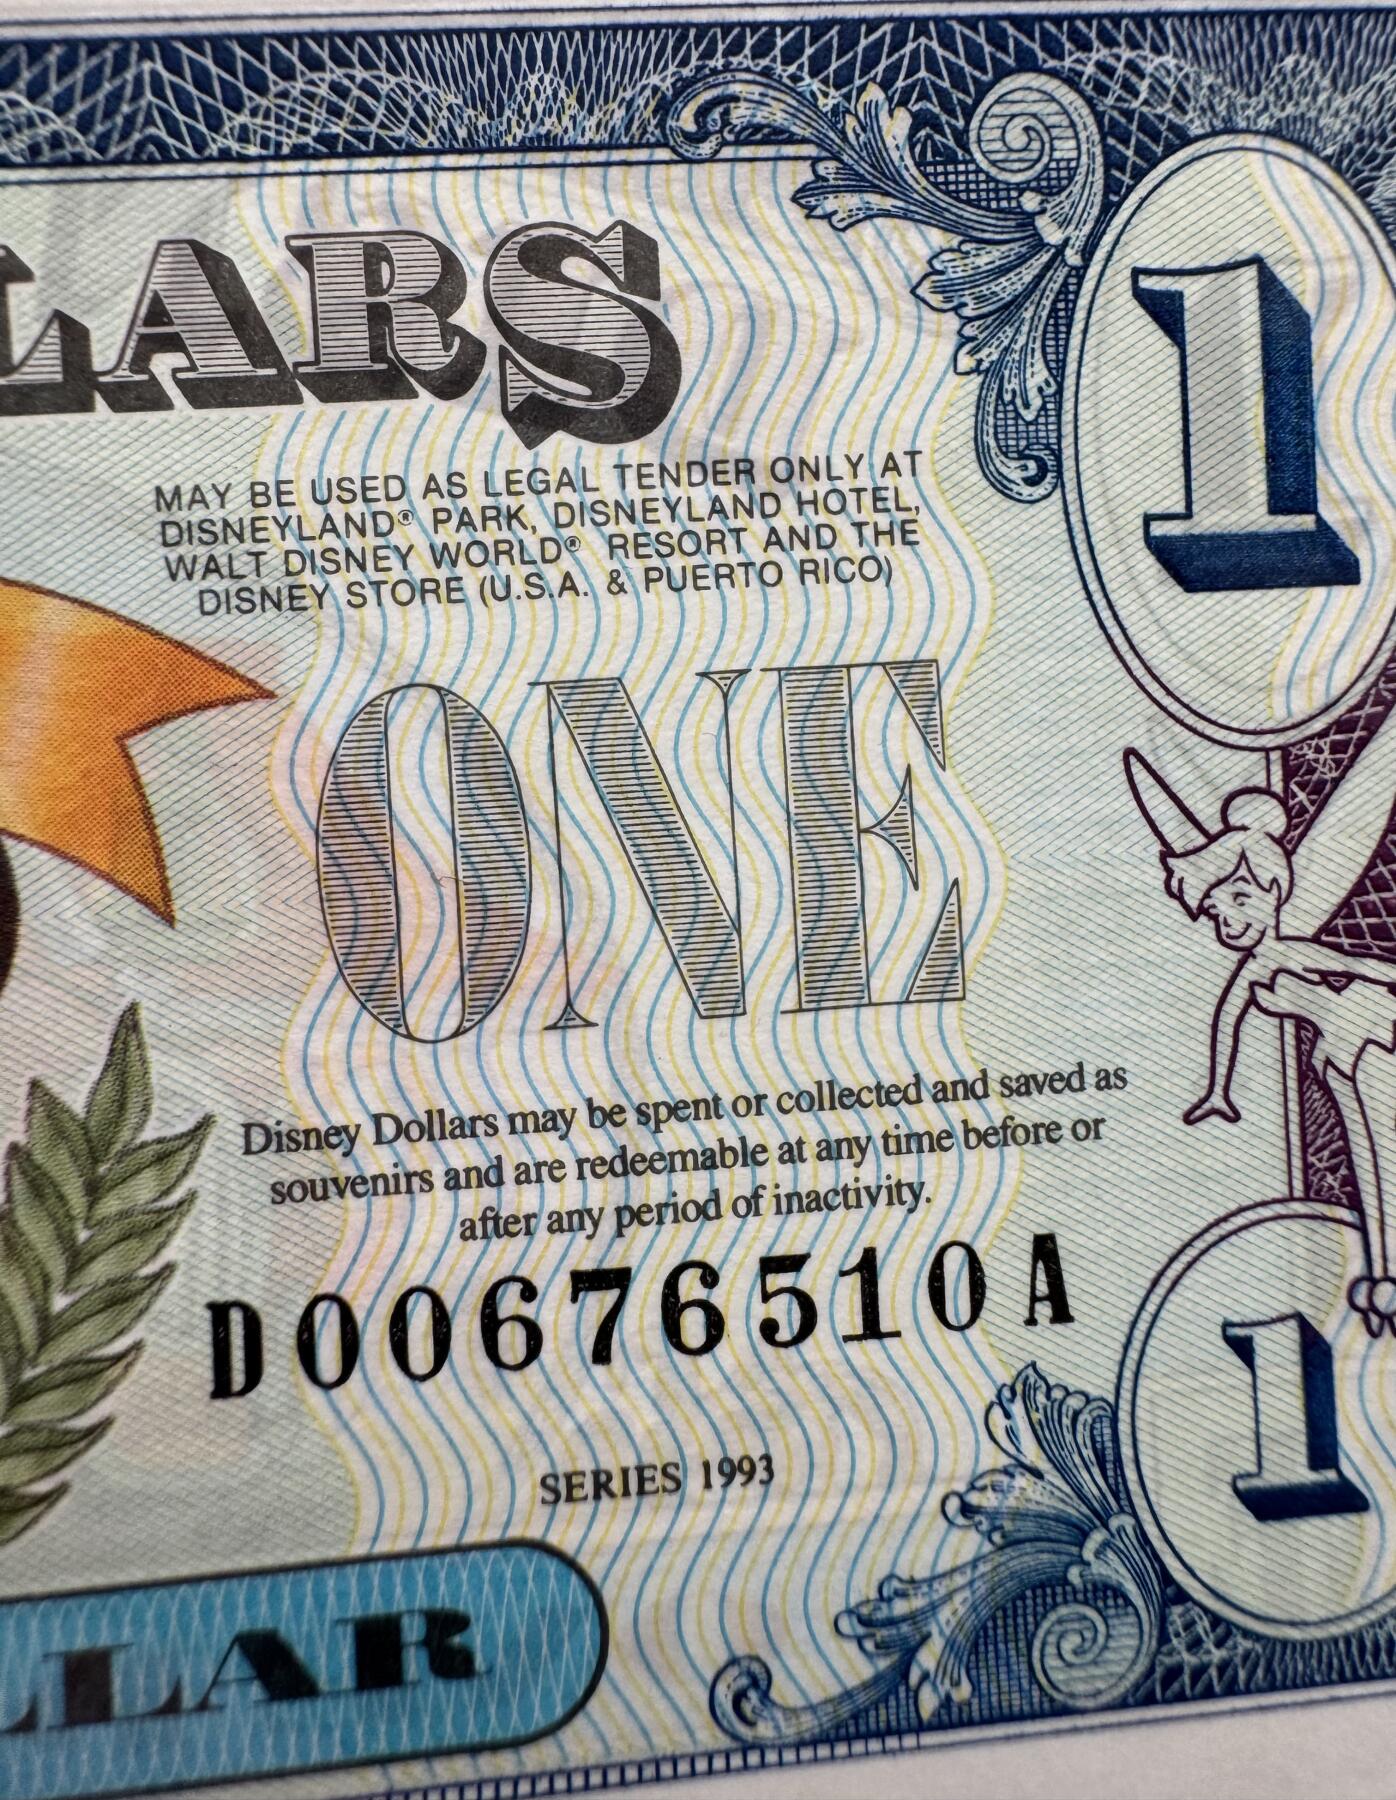 LARS
1
MAY BE USED AS LEGAL TENDER ONLY AT
DISNEYLAND® PARK, DISNEYLAND HOTEL,
WALT DISNEY WORLD® RESORT AND THE
DISNEY STORE (U.S.A. & PUERTO RICO)
ONE
Disney Dollars may be spent or collected and saved as
souvenirs and are redeemable at any time before or
after any period of inactivity.
D00676510A
1
SERIES 1993
LLAR